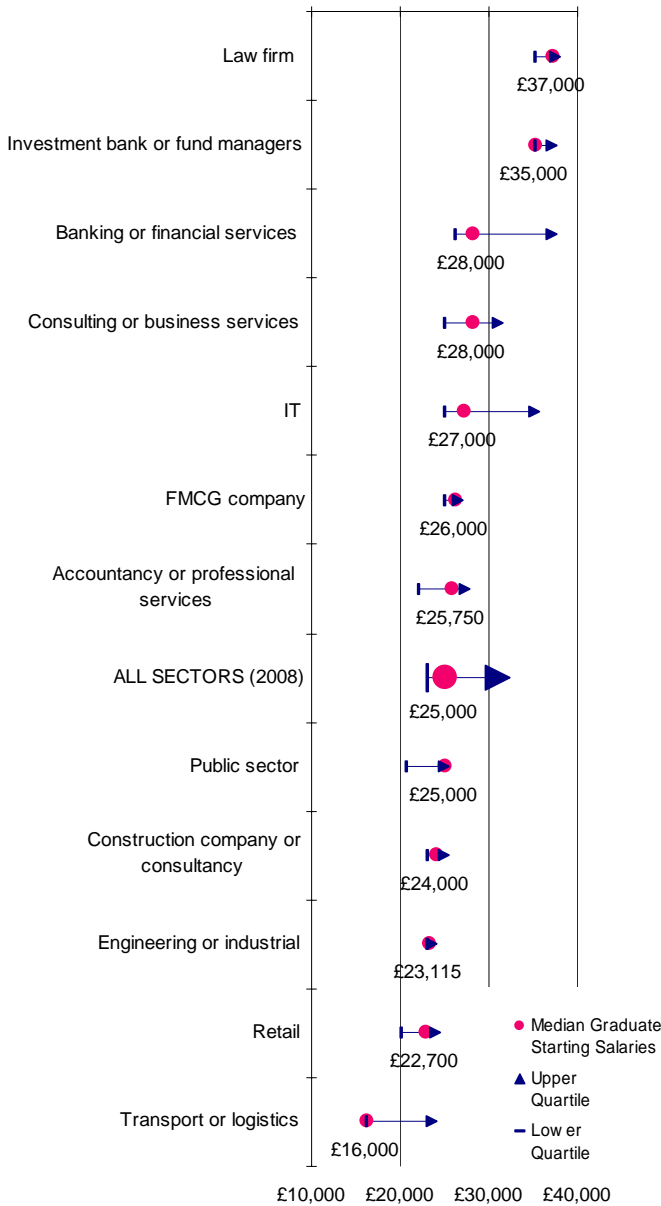 Law firm
£37,000
Investment bank or fund managers
£35,000
Banking or financial services
£28,000
Consulting or business services
£28,000
IT
£27,000
FMCG company
£26,000
Accountancy or professional
services
£25,750
ALL SECTORS (2008)
£25,000
Public sector
£25,000
Construction company or
consultancy
£24,000
Engineering or industrial
£23,115
Retail
£22,700
Transport or logistics
£16,000
Median Graduate
Starting Salaries
Upper
Quartile
Low er
Quartile
£10,000 £20,000 £30,000 £40,000